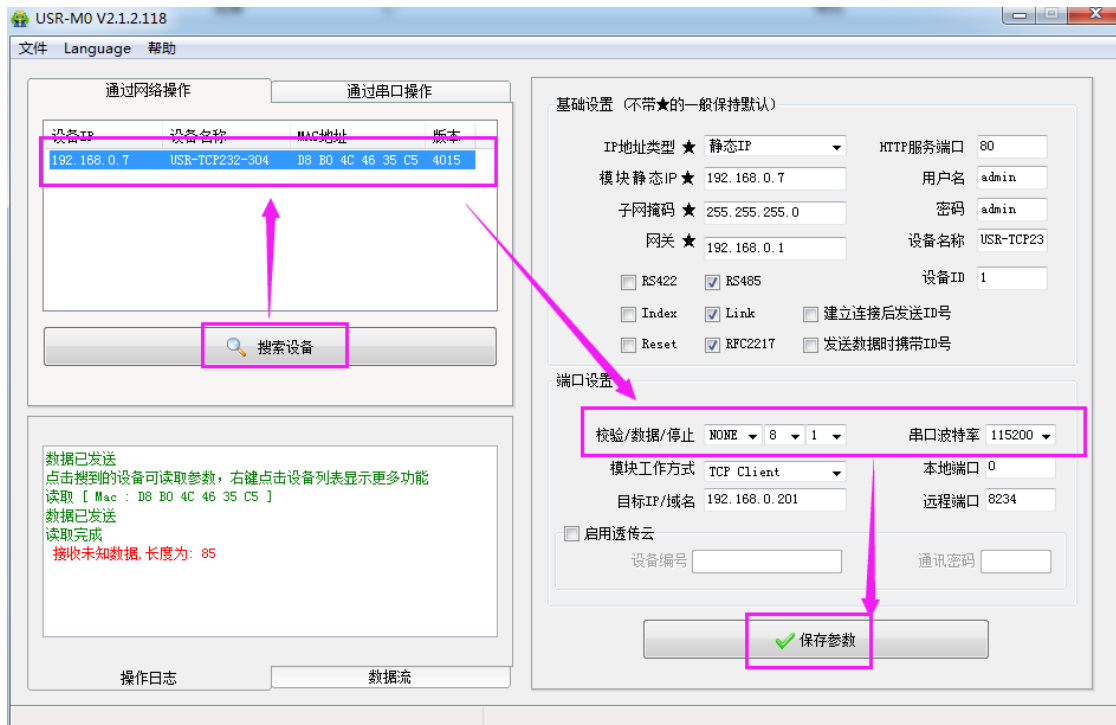 USR-M0 V2.1.2.118
文件 Language 帮助
通过网络操作 通过串口操作
设备IP 设备名称 MAC地址 版本
192.168.0.7 USR-TCP232-304 D8 B0 4C 46 35 C5 4015
搜索设备
数据已发送
点击搜到的设备可读取参数，右键点击设备列表显示更多功能
读取 [ Mac : D8 B0 4C 46 35 C5 ]
数据已发送
读取完成
接收未知数据,长度为: 85
操作日志 数据流
基础设置 (不带★的一般保持默认)
IP地址类型 ★ 静态IP HTTP服务端口 80
模块静态IP ★ 192.168.0.7 用户名 admin
子网掩码 ★ 255.255.255.0 密码 admin
网关 ★ 192.168.0.1 设备名称 USR-TCP23
RS422 RS485 设备ID 1
Index Link 建立连接后发送ID号
Reset RFC2217 发送数据时携带ID号
端口设置
校验/数据/停止 NONE 8 1 串口波特率 115200
模块工作方式 TCP Client 本地端口 0
目标IP/域名 192.168.0.201 远程端口 8234
启用透传云
设备编号 通讯密码
保存参数